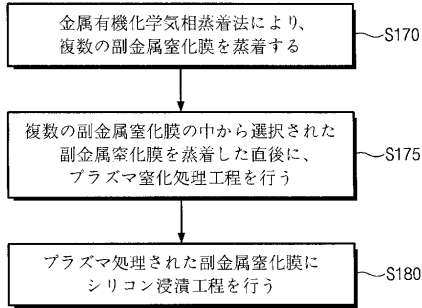 金属有機化学気相蒸着法により、
複数の副金属窒化膜を蒸着する
S170
複数の副金属窒化膜の中から選択された
副金属窒化膜を蒸着した直後に、
プラズマ窒化処理工程を行う
S175
プラズマ処理された副金属窒化膜に
シリコン浸漬工程を行う
S180